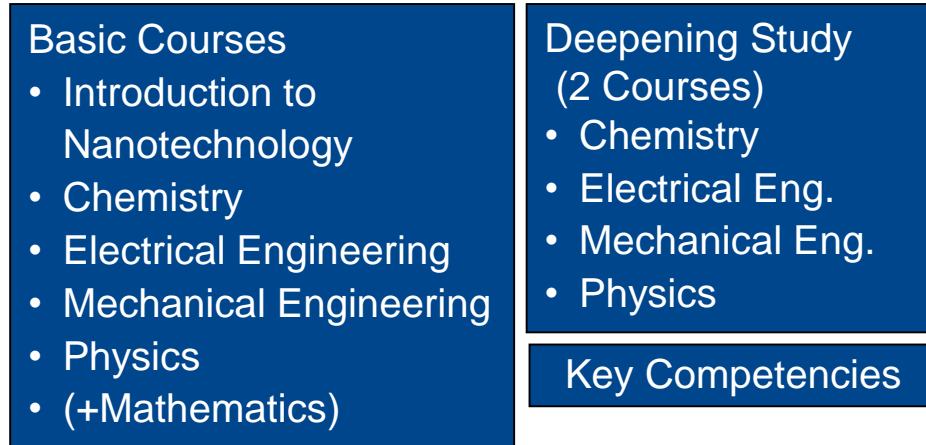 Basic Courses
• Introduction to
Nanotechnology
• Chemistry
• Electrical Engineering
• Mechanical Engineering
• Physics
• (+Mathematics)
Deepening Study
(2 Courses)
• Chemistry
• Electrical Eng.
• Mechanical Eng.
• Physics
Key Competencies